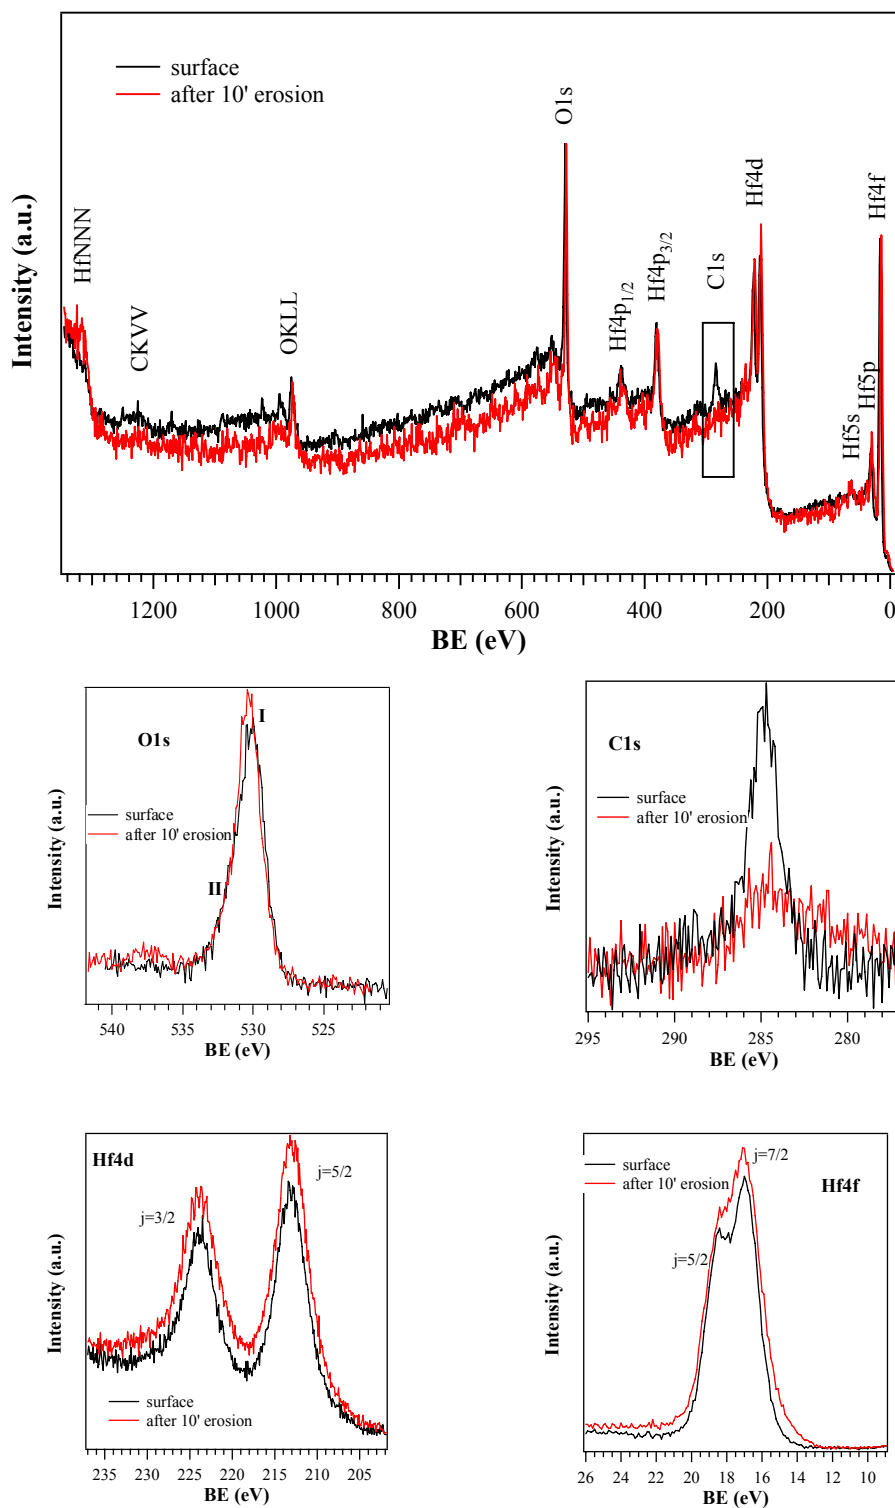 surface
after 10' erosion
Intensity (a.u.)
HfNNN
CKVV
OKLL
O1s
Hf4p1/2
Hf4p3/2
C1s
Hf4d
Hf5s
Hf5p
Hf4f
1200
1000
800
600
400
200
0
BE (eV)
O1s
I
II
surface
after 10' erosion
Intensity (a.u.)
540
535
530
525
BE (eV)
C1s
surface
after 10' erosion
Intensity (a.u.)
295
290
285
280
BE (eV)
Hf4d
j=3/2
j=5/2
surface
after 10' erosion
Intensity (a.u.)
235
230
225
220
215
210
205
BE (eV)
surface
after 10' erosion
j=7/2
j=5/2
Hf4f
Intensity (a.u.)
26
24
22
20
18
16
14
12
10
BE (eV)